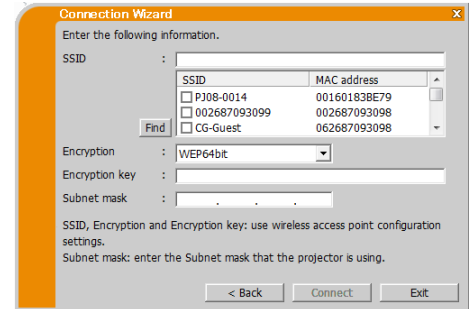 Connection Wizard
X
Enter the following information.
SSID :
SSID MAC address
PJ08-0014 00160183BE79
002687093099 002687093098
Find CG-Guest 062687093098
Encryption : WEP64bit
Encryption key :
Subnet mask : . . .
SSID, Encryption and Encryption key: use wireless access point configuration
settings.
Subnet mask: enter the Subnet mask that the projector is using.
< Back Connect Exit